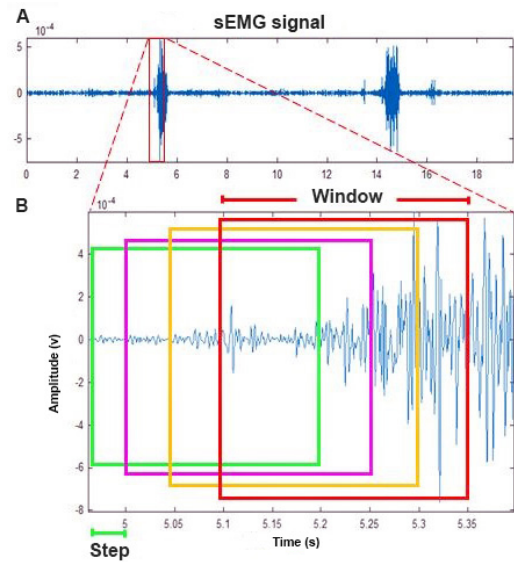 A
sEMG signal
10⁻⁴
5
0
-5
0 2 4 6 8 10 12 14 16 18
B
10⁻⁴
Window
4
2
0
-2
-4
-6
-8
Amplitude (v)
5 5.05 5.1 5.15 5.2 5.25 5.3 5.35
Step
Time (s)